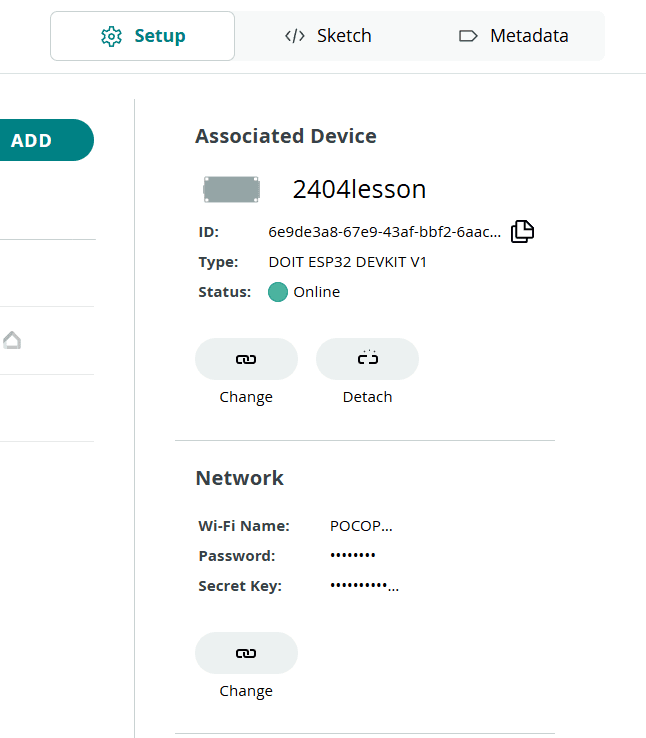 Setup
</> Sketch
Metadata
ADD
Associated Device
2404lesson
ID: 6e9de3a8-67e9-43af-bbf2-6aac...
Type: DOIT ESP32 DEVKIT V1
Status: Online
Change Detach
Network
Wi-Fi Name: POCOP...
Password: ••••••••
Secret Key: ••••••••••...
Change